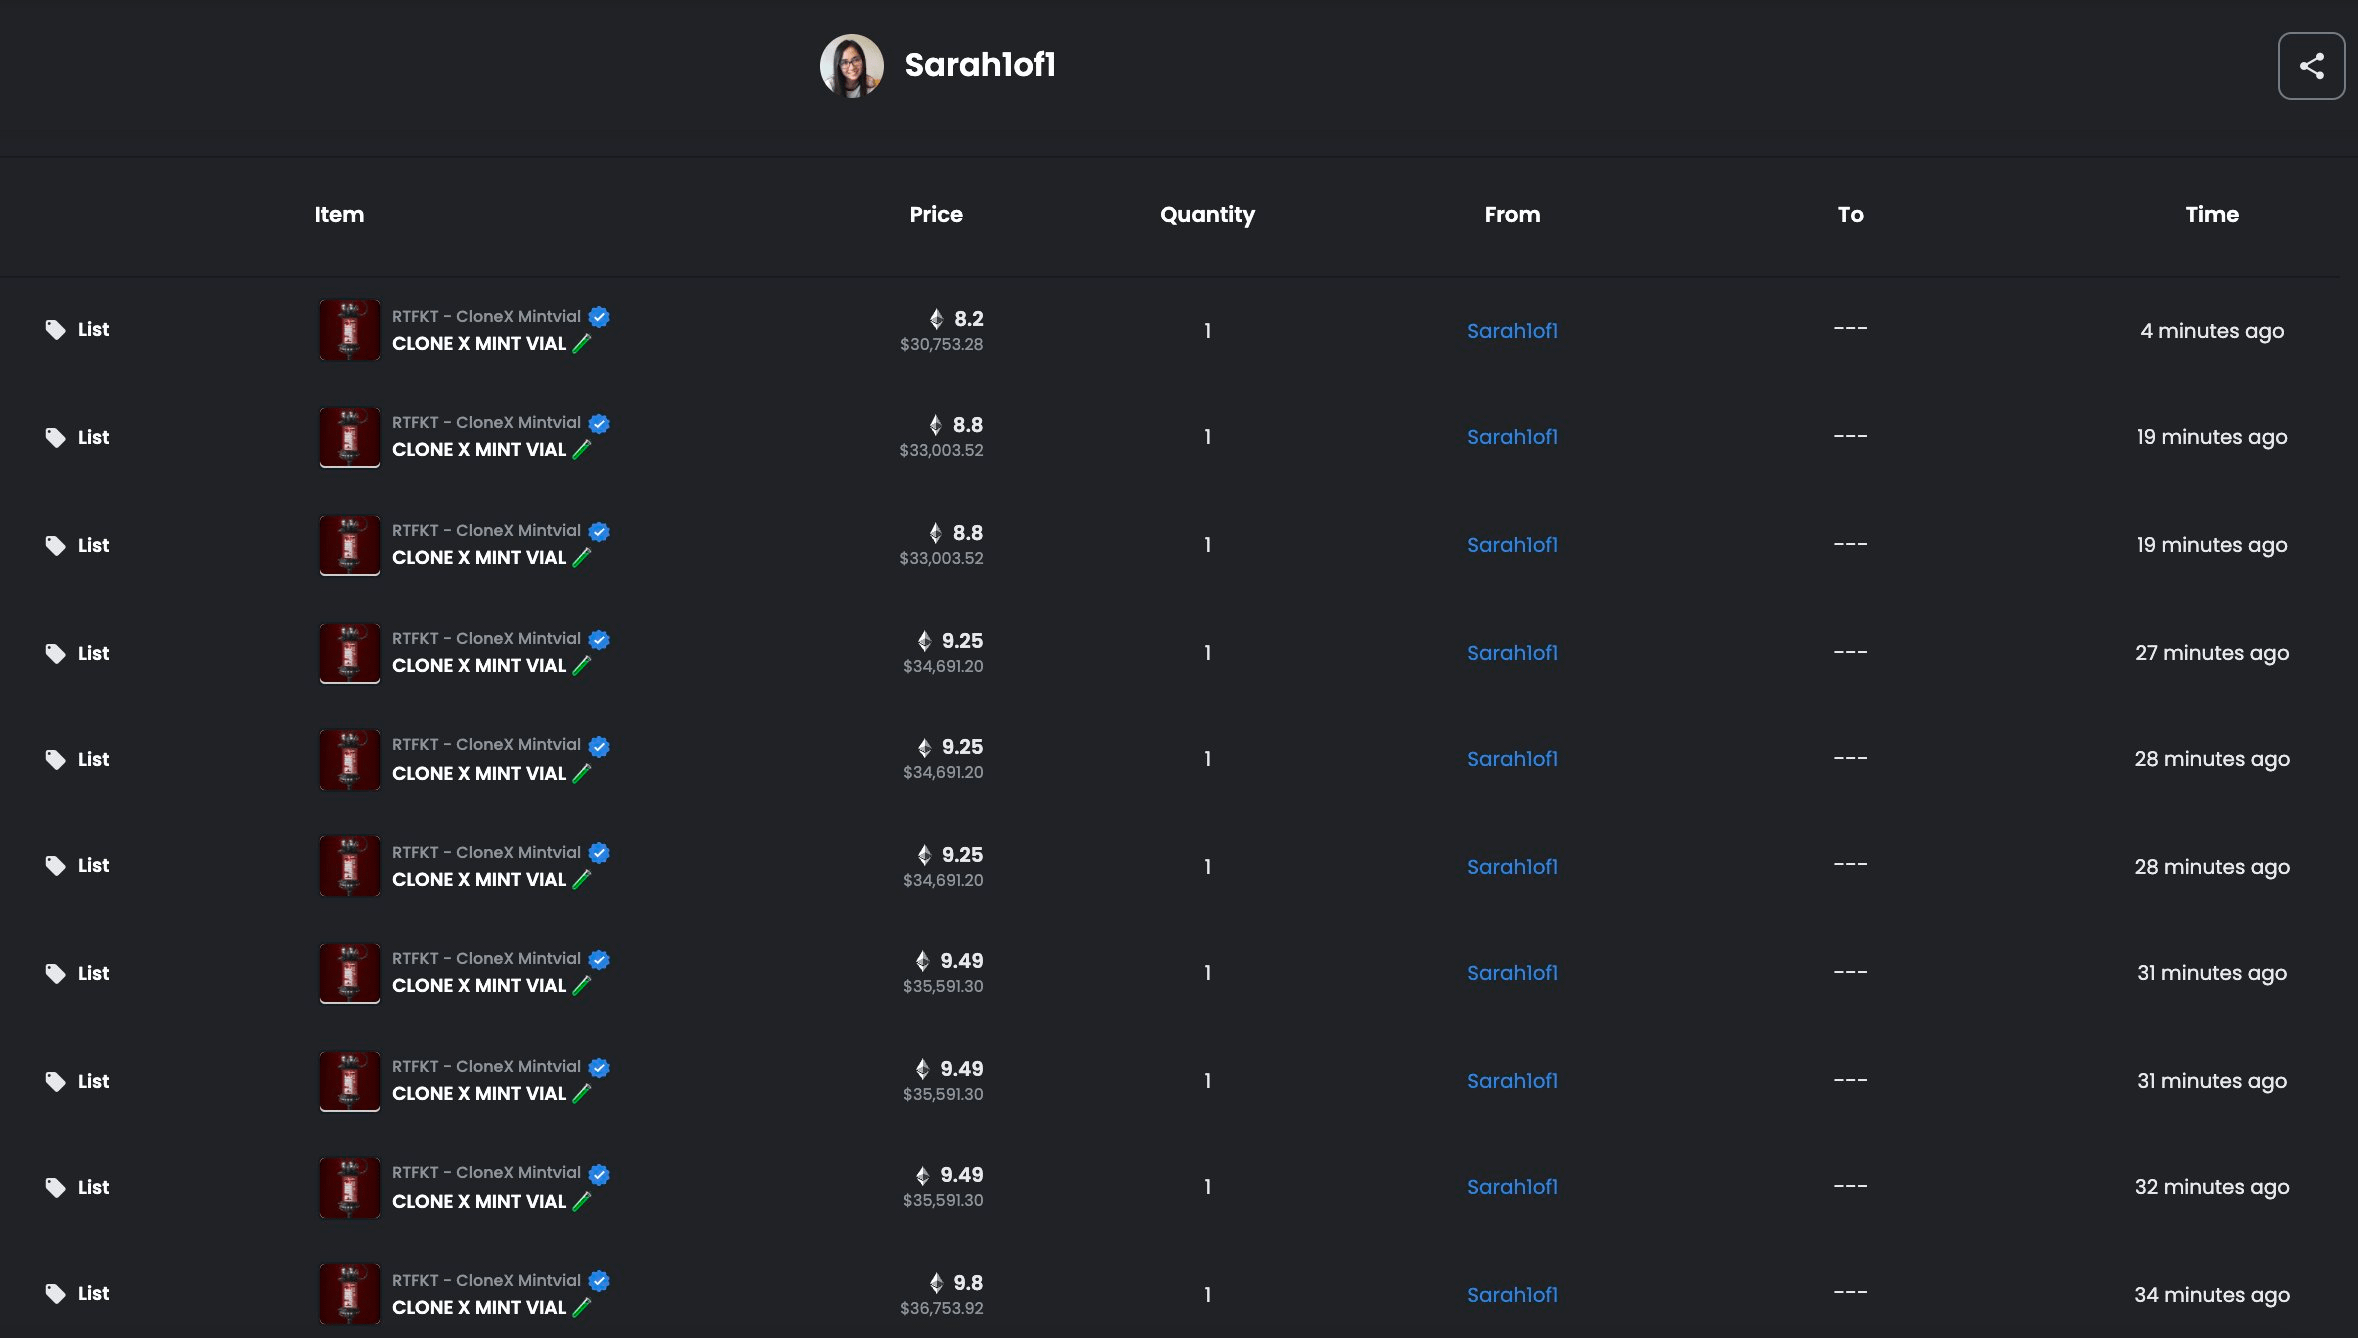 Sarah1of1
Item Price Quantity From To Time
List RTFKT - CloneX Mintvial 8.2
CLONE X MINT VIAL $30,753.28 1 Sarah1of1 --- 4 minutes ago
List RTFKT - CloneX Mintvial 8.8
CLONE X MINT VIAL $33,003.52 1 Sarah1of1 --- 19 minutes ago
List RTFKT - CloneX Mintvial 8.8
CLONE X MINT VIAL $33,003.52 1 Sarah1of1 --- 19 minutes ago
List RTFKT - CloneX Mintvial 9.25
CLONE X MINT VIAL $34,691.20 1 Sarah1of1 --- 27 minutes ago
List RTFKT - CloneX Mintvial 9.25
CLONE X MINT VIAL $34,691.20 1 Sarah1of1 --- 28 minutes ago
List RTFKT - CloneX Mintvial 9.25
CLONE X MINT VIAL $34,691.20 1 Sarah1of1 --- 28 minutes ago
List RTFKT - CloneX Mintvial 9.49
CLONE X MINT VIAL $35,591.30 1 Sarah1of1 --- 31 minutes ago
List RTFKT - CloneX Mintvial 9.49
CLONE X MINT VIAL $35,591.30 1 Sarah1of1 --- 31 minutes ago
List RTFKT - CloneX Mintvial 9.49
CLONE X MINT VIAL $35,591.30 1 Sarah1of1 --- 32 minutes ago
List RTFKT - CloneX Mintvial 9.8
CLONE X MINT VIAL $36,753.92 1 Sarah1of1 --- 34 minutes ago